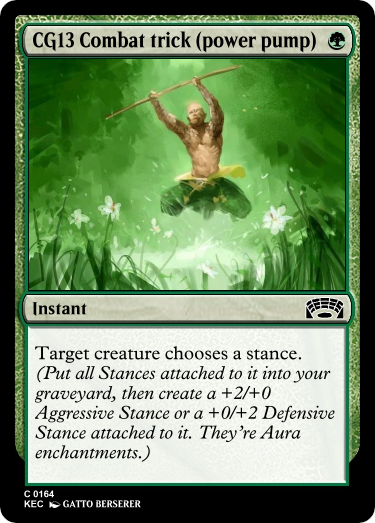 CG13 Combat trick (power pump)
Instant
Target creature chooses a stance.
(Put all Stances attached to it into your
graveyard, then create a +2/+0
Aggressive Stance or a +0/+2 Defensive
Stance attached to it. They're Aura
enchantments.)
C 0164
KEC GATTO BERSERER